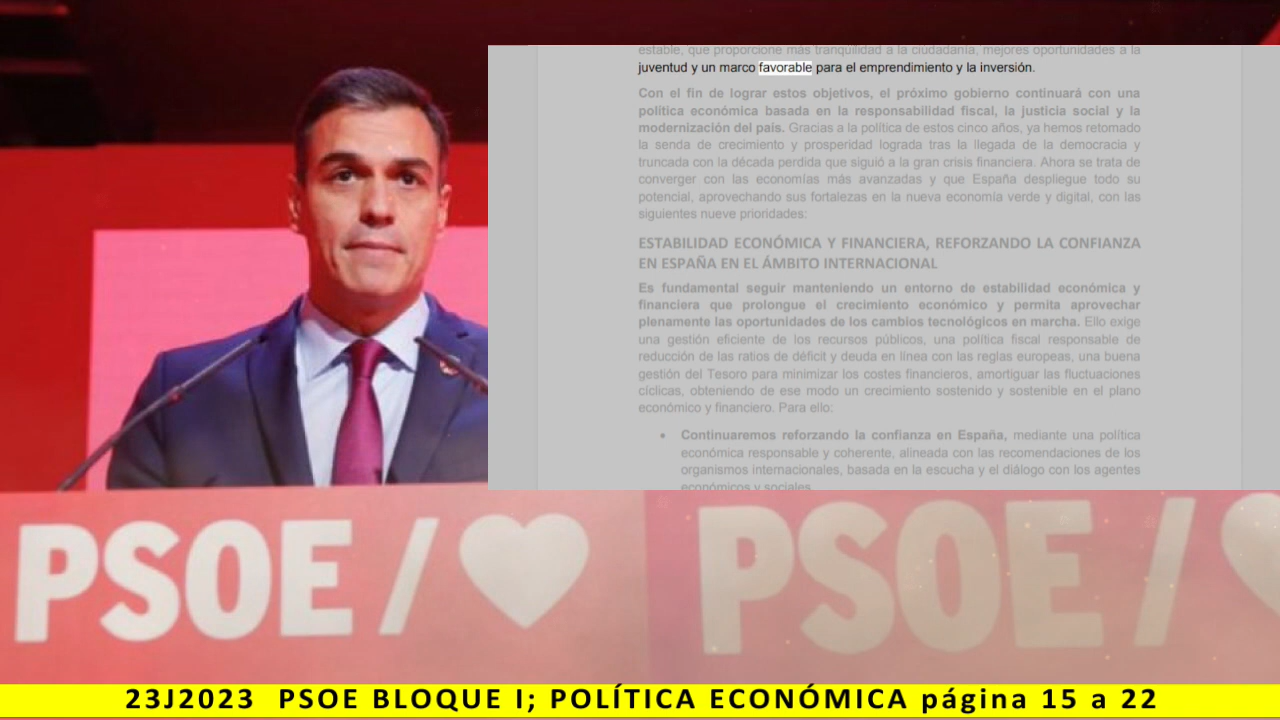 estable, que proporcione más tranquilidad a la ciudadanía, mejores oportunidades a la
juventud y un marco favorable para el emprendimiento y la inversión.
Con el fin de lograr estos objetivos, el próximo gobierno continuará con una
política económica basada en la responsabilidad fiscal, la justicia social y la
modernización del país. Gracias a la política de estos cinco años, ya hemos retomado
la senda de crecimiento y prosperidad lograda tras la llegada de la democracia y
truncada con la década perdida que siguió a la gran crisis financiera. Ahora se trata de
converger con las economías más avanzadas y que España despliegue todo su
potencial, aprovechando sus fortalezas en la nueva economía verde y digital, con las
siguientes nueve prioridades:
ESTABILIDAD ECONÓMICA Y FINANCIERA, REFORZANDO LA CONFIANZA
EN ESPAÑA EN EL ÁMBITO INTERNACIONAL
Es fundamental seguir manteniendo un entorno de estabilidad económica y
financiera que prolongue el crecimiento económico y permita aprovechar
plenamente las oportunidades de los cambios tecnológicos en marcha. Ello exige
una gestión eficiente de los recursos públicos, una política fiscal responsable de
reducción de las ratios de déficit y deuda en línea con las reglas europeas, una buena
gestión del Tesoro para minimizar los costes financieros, amortiguar las fluctuaciones
cíclicas, obteniendo de ese modo un crecimiento sostenido y sostenible en el plano
económico y financiero. Para ello:
• Continuaremos reforzando la confianza en España, mediante una política
económica responsable y coherente, alineada con las recomendaciones de los
organismos internacionales, basada en la escucha y el diálogo con los agentes
económicos y sociales.
PSOE /
PSOE /
23J2023 PSOE BLOQUE I; POLÍTICA ECONÓMICA página 15 a 22